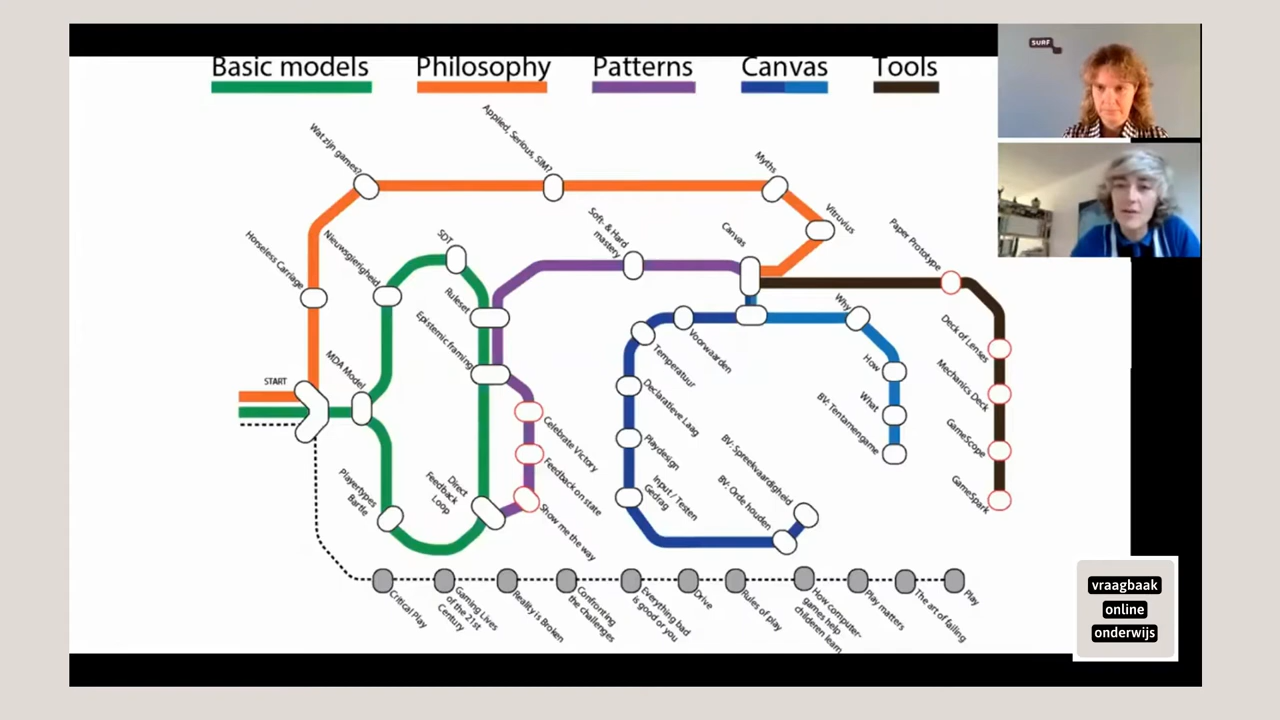 Basic models
Philosophy
Patterns
Canvas
Tools
SURF
Wat zijn games?
Applied, Serious, SIM?
Myths
Vitruvius
Horseless Carriage
Nieuwsgierigheid
SDT
Soft- & Hard
mastery
Canvas
Paper Prototype
Ruleset
Epistemic framing
Why
How
What
BV: Tentamengame
Deck of Lenses
Mechanics Deck
GameScope
GameSpark
Voorwaarden
Temperatuur
Declaratieve Laag
Playdesign
Input / Testen
Gedrag
BV: Spreekvaardigheid
BV: Orde houden
START
MDA Model
Playertypes
Bartle
Direct
Feedback
Loop
Celebrate Victory
Feedback on state
Show me the way
Critical Play
Gaming Lives
of the 21st
Century
Reality is Broken
Confronting
the challenges
Everything bad
is good or you
Drive
Rules of play
How computer-
games help
childeren learn
Play matters
The art of failing
Play
vraagbaak
online
onderwijs